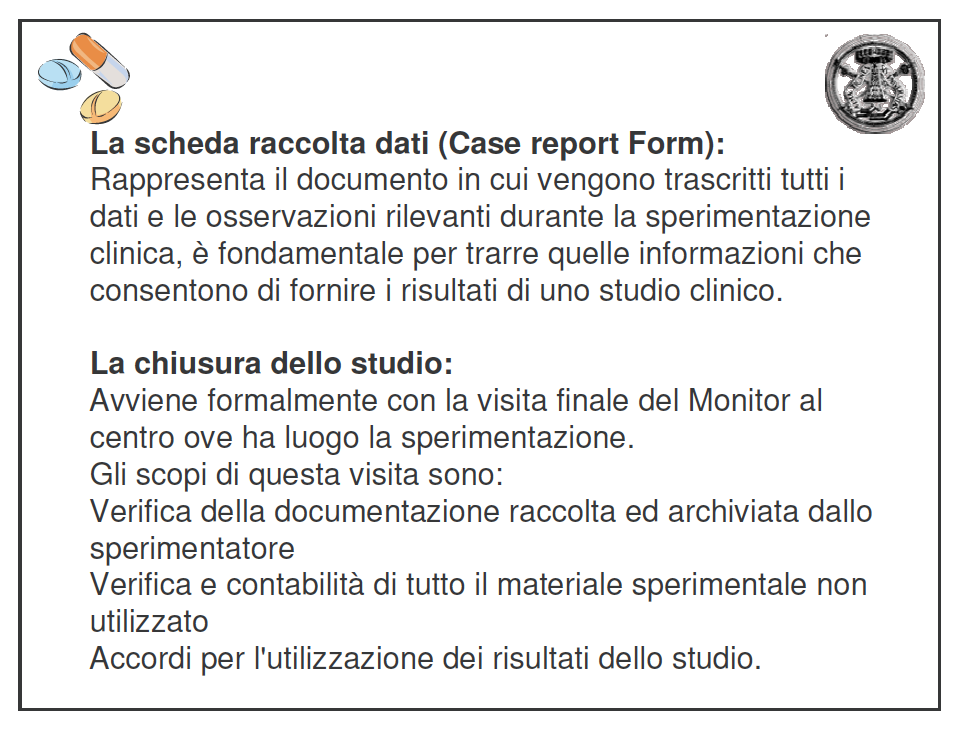 La scheda raccolta dati (Case report Form):
Rappresenta il documento in cui vengono trascritti tutti i
dati e le osservazioni rilevanti durante la sperimentazione
clinica, è fondamentale per trarre quelle informazioni che
consentono di fornire i risultati di uno studio clinico.
La chiusura dello studio:
Avviene formalmente con la visita finale del Monitor al
centro ove ha luogo la sperimentazione.
Gli scopi di questa visita sono:
Verifica della documentazione raccolta ed archiviata dallo
sperimentatore
Verifica e contabilità di tutto il materiale sperimentale non
utilizzato
Accordi per l'utilizzazione dei risultati dello studio.